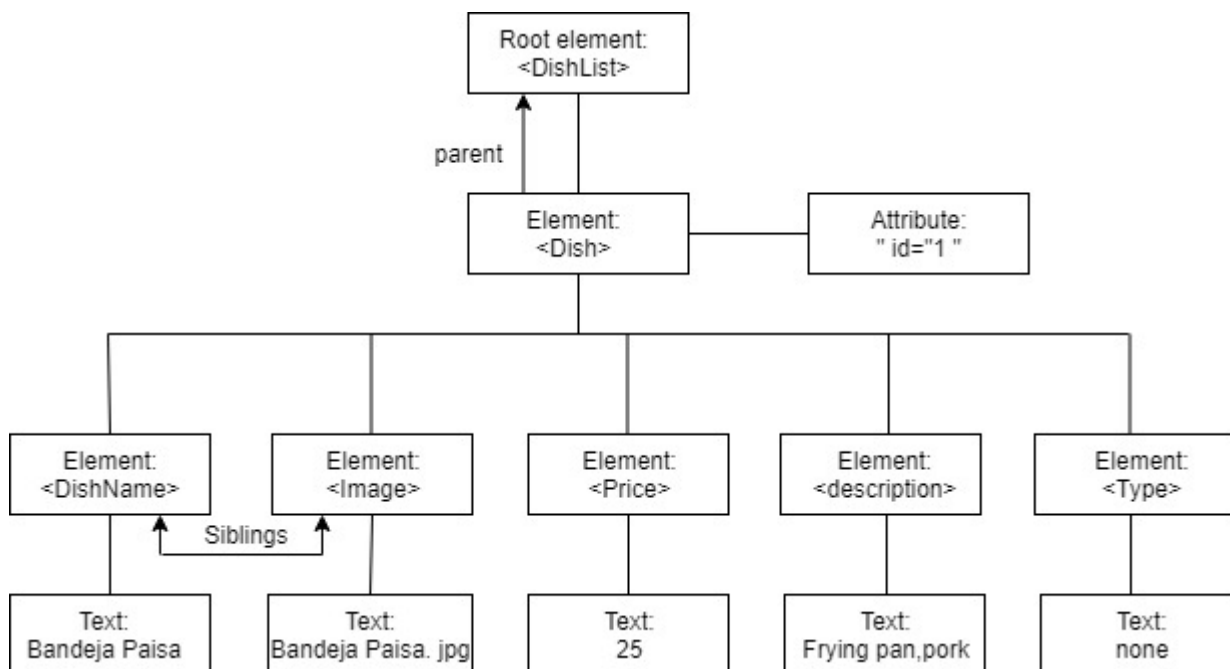 Root element:
<DishList>
parent
Element:
<Dish>
Attribute:
" id="1 "
Element:
<DishName>
Element:
<Image>
Element:
<Price>
Element:
<description>
Element:
<Type>
Siblings
Text:
Bandeja Paisa
Text:
Bandeja Paisa. jpg
Text:
25
Text:
Frying pan,pork
Text:
none